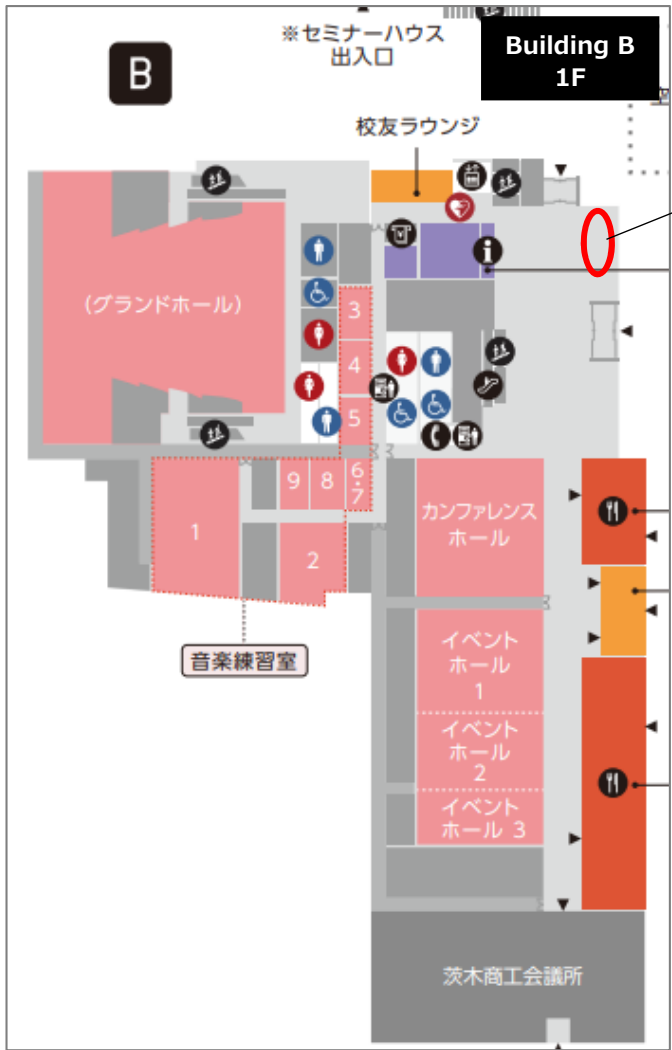 ※セミナーハウス
出入口
Building B
1F
B
校友ラウンジ
(グランドホール)
3
4
5
6・7
9
8
1
2
カンファレンス
ホール
音楽練習室
イベント
ホール
1
イベント
ホール
2
イベント
ホール 3
茨木商工会議所